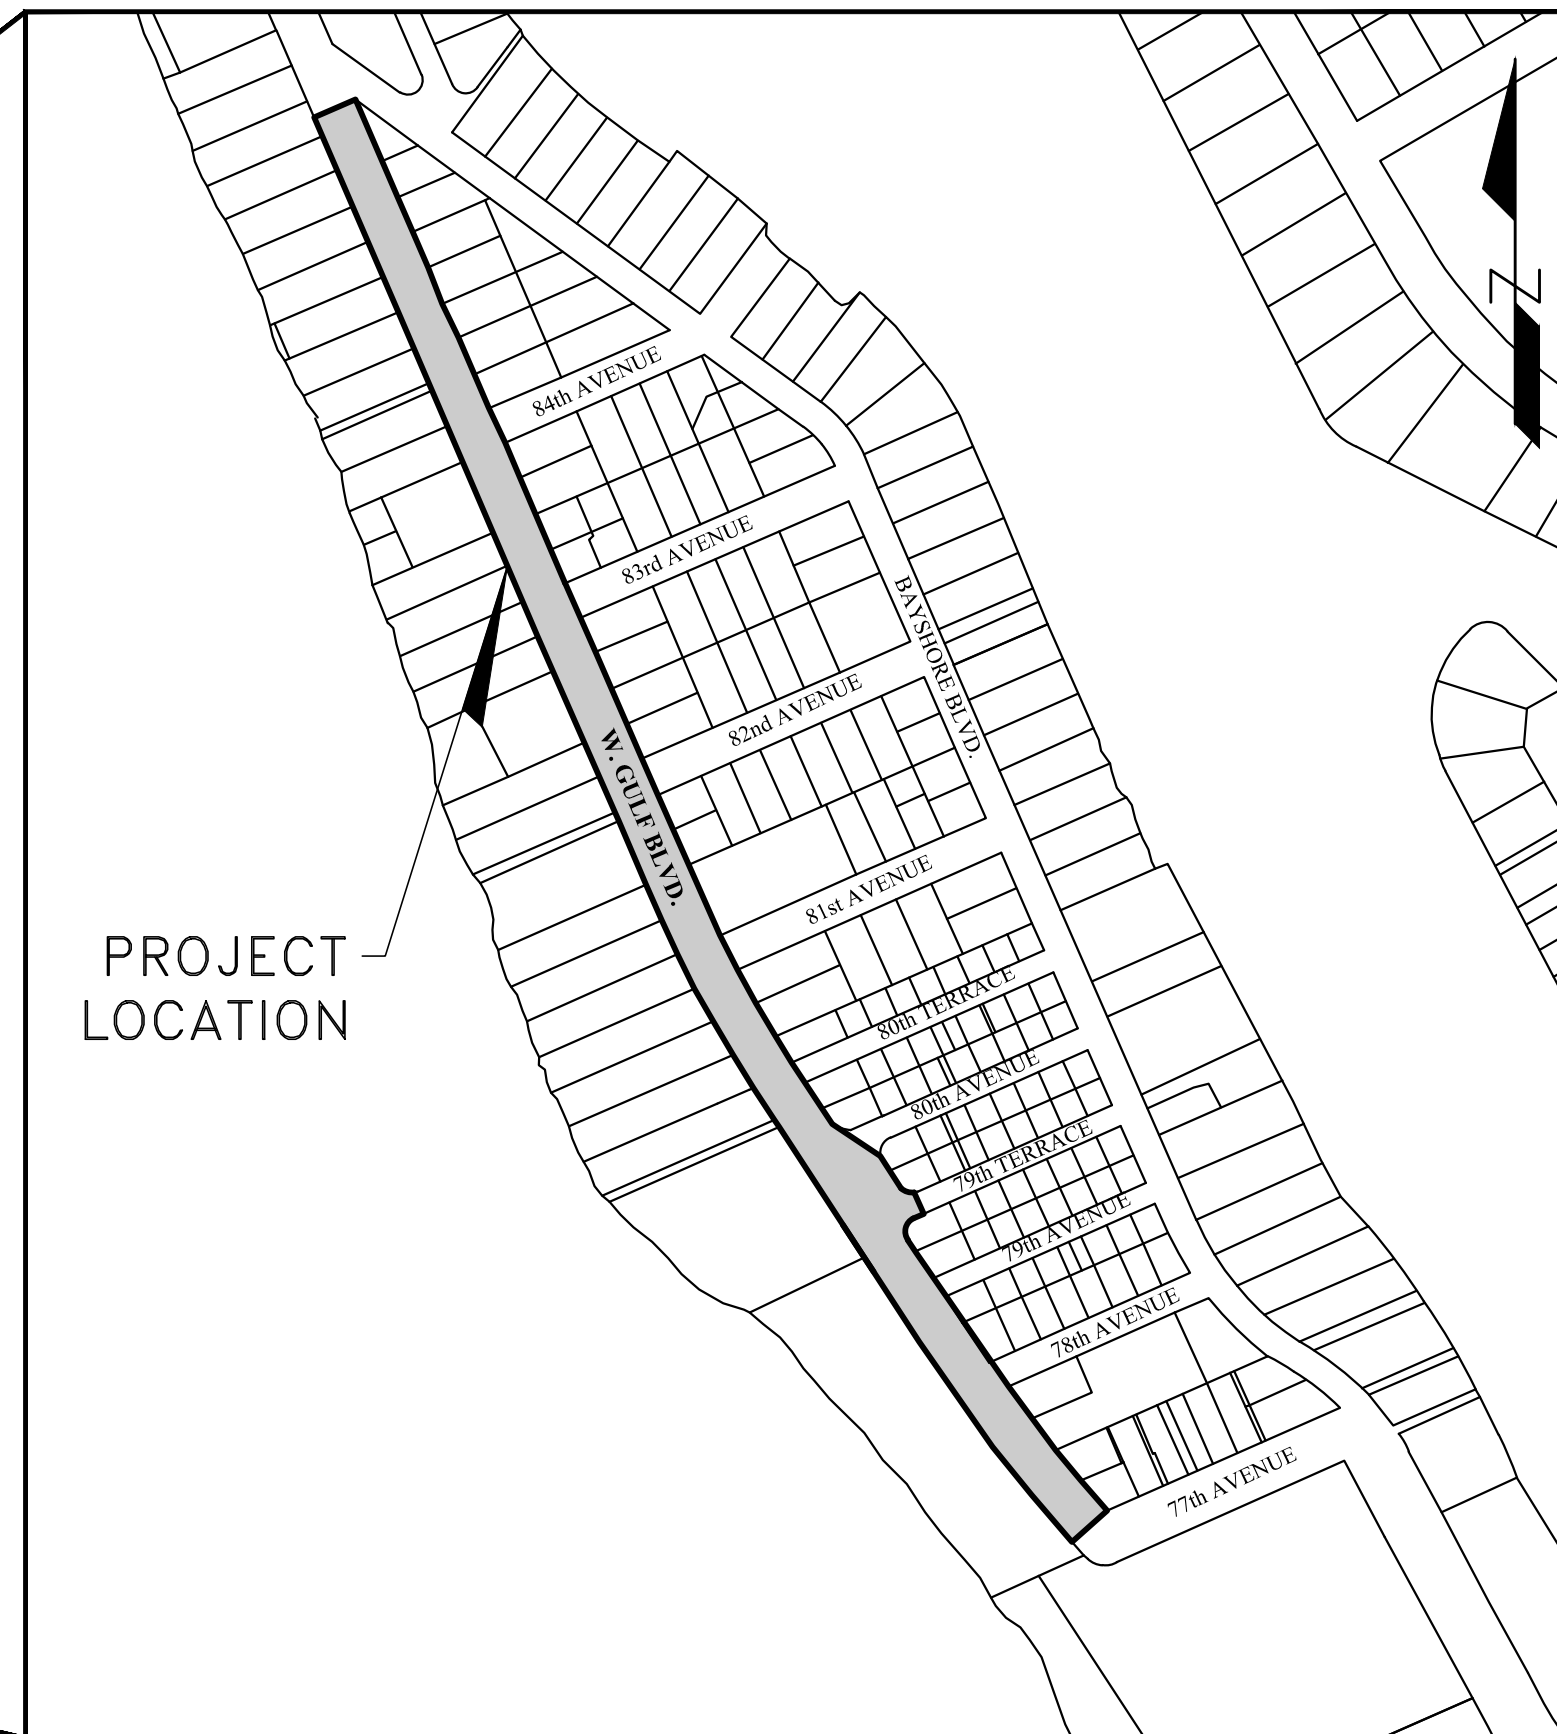 N
84th AVENUE
83rd AVENUE
BAYSHORE BLVD.
82nd AVENUE
W. GULF BLVD.
81st AVENUE
PROJECT
LOCATION
80th TERRACE
80th AVENUE
79th TERRACE
79th AVENUE
78th AVENUE
77th AVENUE